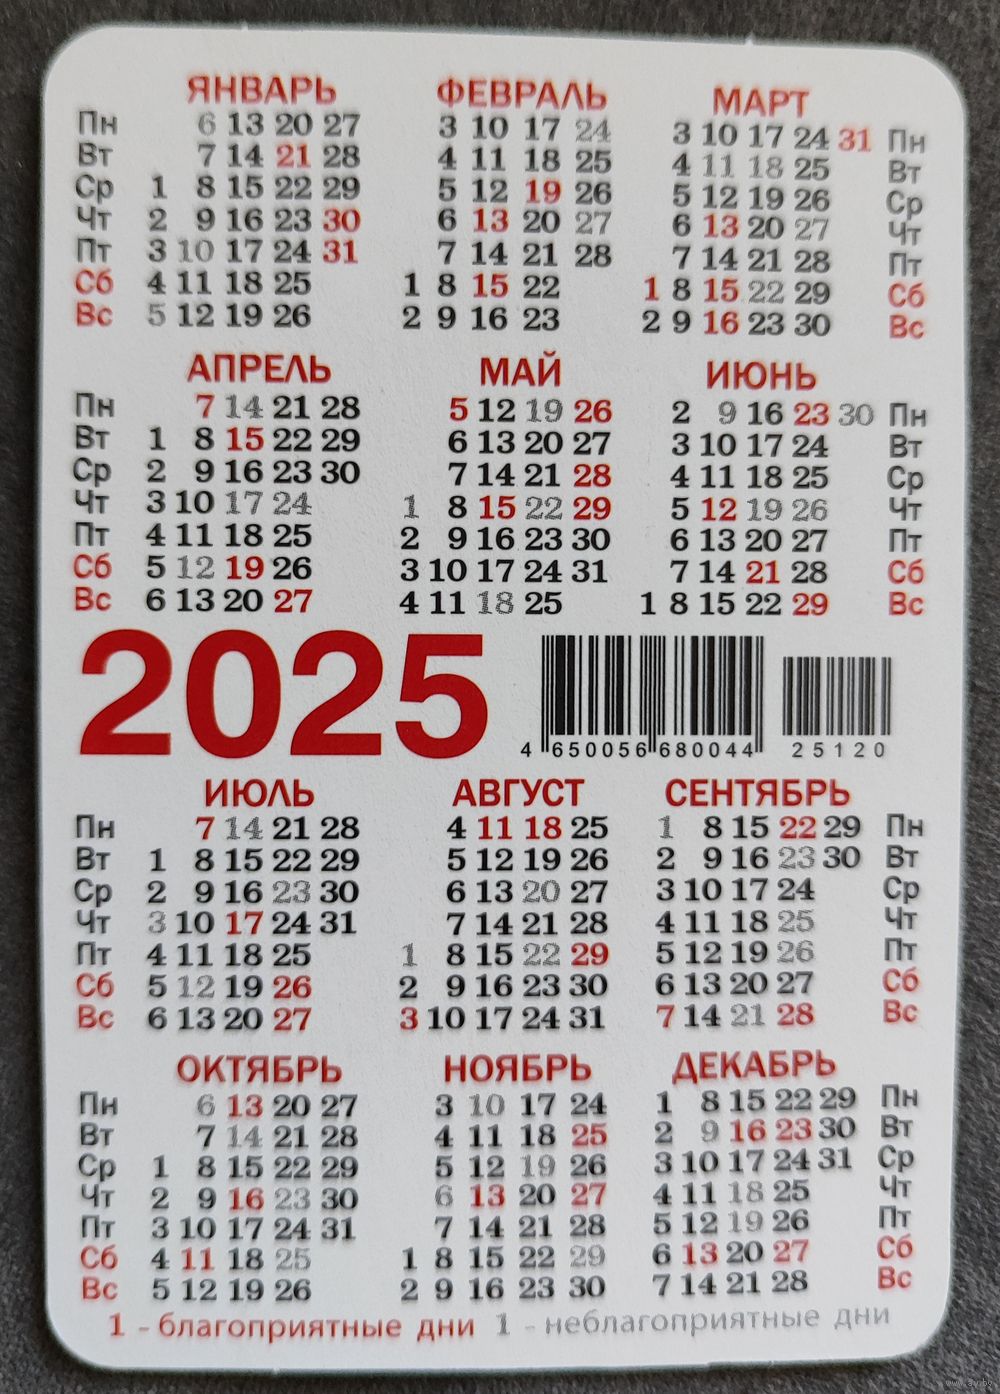 ЯНВАРЬ ФЕВРАЛЬ МАРТ
Пн 6 13 20 27 3 10 17 24 3 10 17 24 31 Пн
Вт 7 14 21 28 4 11 18 25 4 11 18 25 Вт
Ср 1 8 15 22 29 5 12 19 26 5 12 19 26 Ср
Чт 2 9 16 23 30 6 13 20 27 6 13 20 27 Чт
Пт 3 10 17 24 31 7 14 21 28 7 14 21 28 Пт
Сб 4 11 18 25 1 8 15 22 1 8 15 22 29 Сб
Вс 5 12 19 26 2 9 16 23 2 9 16 23 30 Вс
АПРЕЛЬ МАЙ ИЮНЬ
Пн 7 14 21 28 5 12 19 26 2 9 16 23 30 Пн
Вт 1 8 15 22 29 6 13 20 27 3 10 17 24 Вт
Ср 2 9 16 23 30 7 14 21 28 4 11 18 25 Ср
Чт 3 10 17 24 1 8 15 22 29 5 12 19 26 Чт
Пт 4 11 18 25 2 9 16 23 30 6 13 20 27 Пт
Сб 5 12 19 26 3 10 17 24 31 7 14 21 28 Сб
Вс 6 13 20 27 4 11 18 25 1 8 15 22 29 Вс
2025
4 650056 680044 25120
ИЮЛЬ АВГУСТ СЕНТЯБРЬ
Пн 7 14 21 28 4 11 18 25 1 8 15 22 29 Пн
Вт 1 8 15 22 29 5 12 19 26 2 9 16 23 30 Вт
Ср 2 9 16 23 30 6 13 20 27 3 10 17 24 Ср
Чт 3 10 17 24 31 7 14 21 28 4 11 18 25 Чт
Пт 4 11 18 25 1 8 15 22 29 5 12 19 26 Пт
Сб 5 12 19 26 2 9 16 23 30 6 13 20 27 Сб
Вс 6 13 20 27 3 10 17 24 31 7 14 21 28 Вс
ОКТЯБРЬ НОЯБРЬ ДЕКАБРЬ
Пн 6 13 20 27 3 10 17 24 1 8 15 22 29 Пн
Вт 7 14 21 28 4 11 18 25 2 9 16 23 30 Вт
Ср 1 8 15 22 29 5 12 19 26 3 10 17 24 31 Ср
Чт 2 9 16 23 30 6 13 20 27 4 11 18 25 Чт
Пт 3 10 17 24 31 7 14 21 28 5 12 19 26 Пт
Сб 4 11 18 25 1 8 15 22 29 6 13 20 27 Сб
Вс 5 12 19 26 2 9 16 23 30 7 14 21 28 Вс
1 - благоприятные дни 1 - неблагоприятные дни